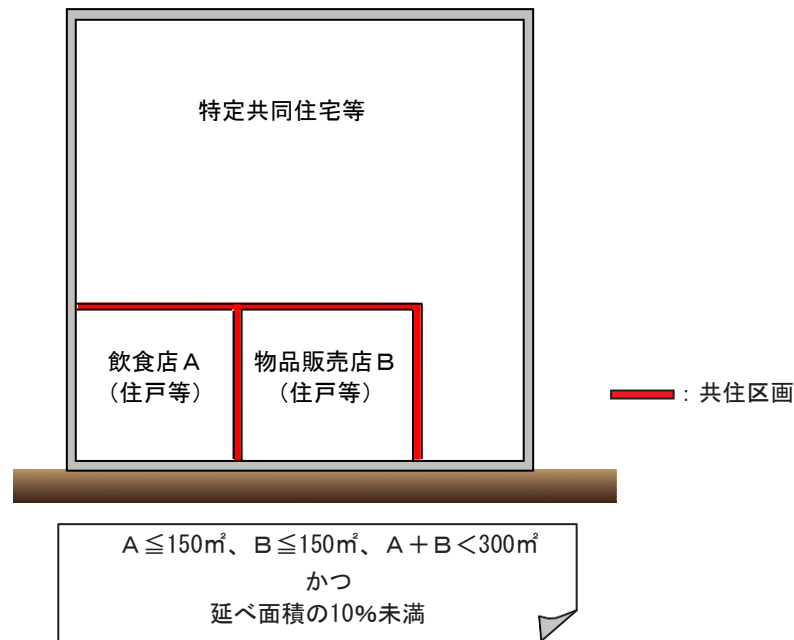 特定共同住宅等
飲食店A
(住戸等)
物品販売店B
(住戸等)
：共住区画
A≦150㎡、B≦150㎡、A＋B＜300㎡
かつ
延べ面積の10%未満